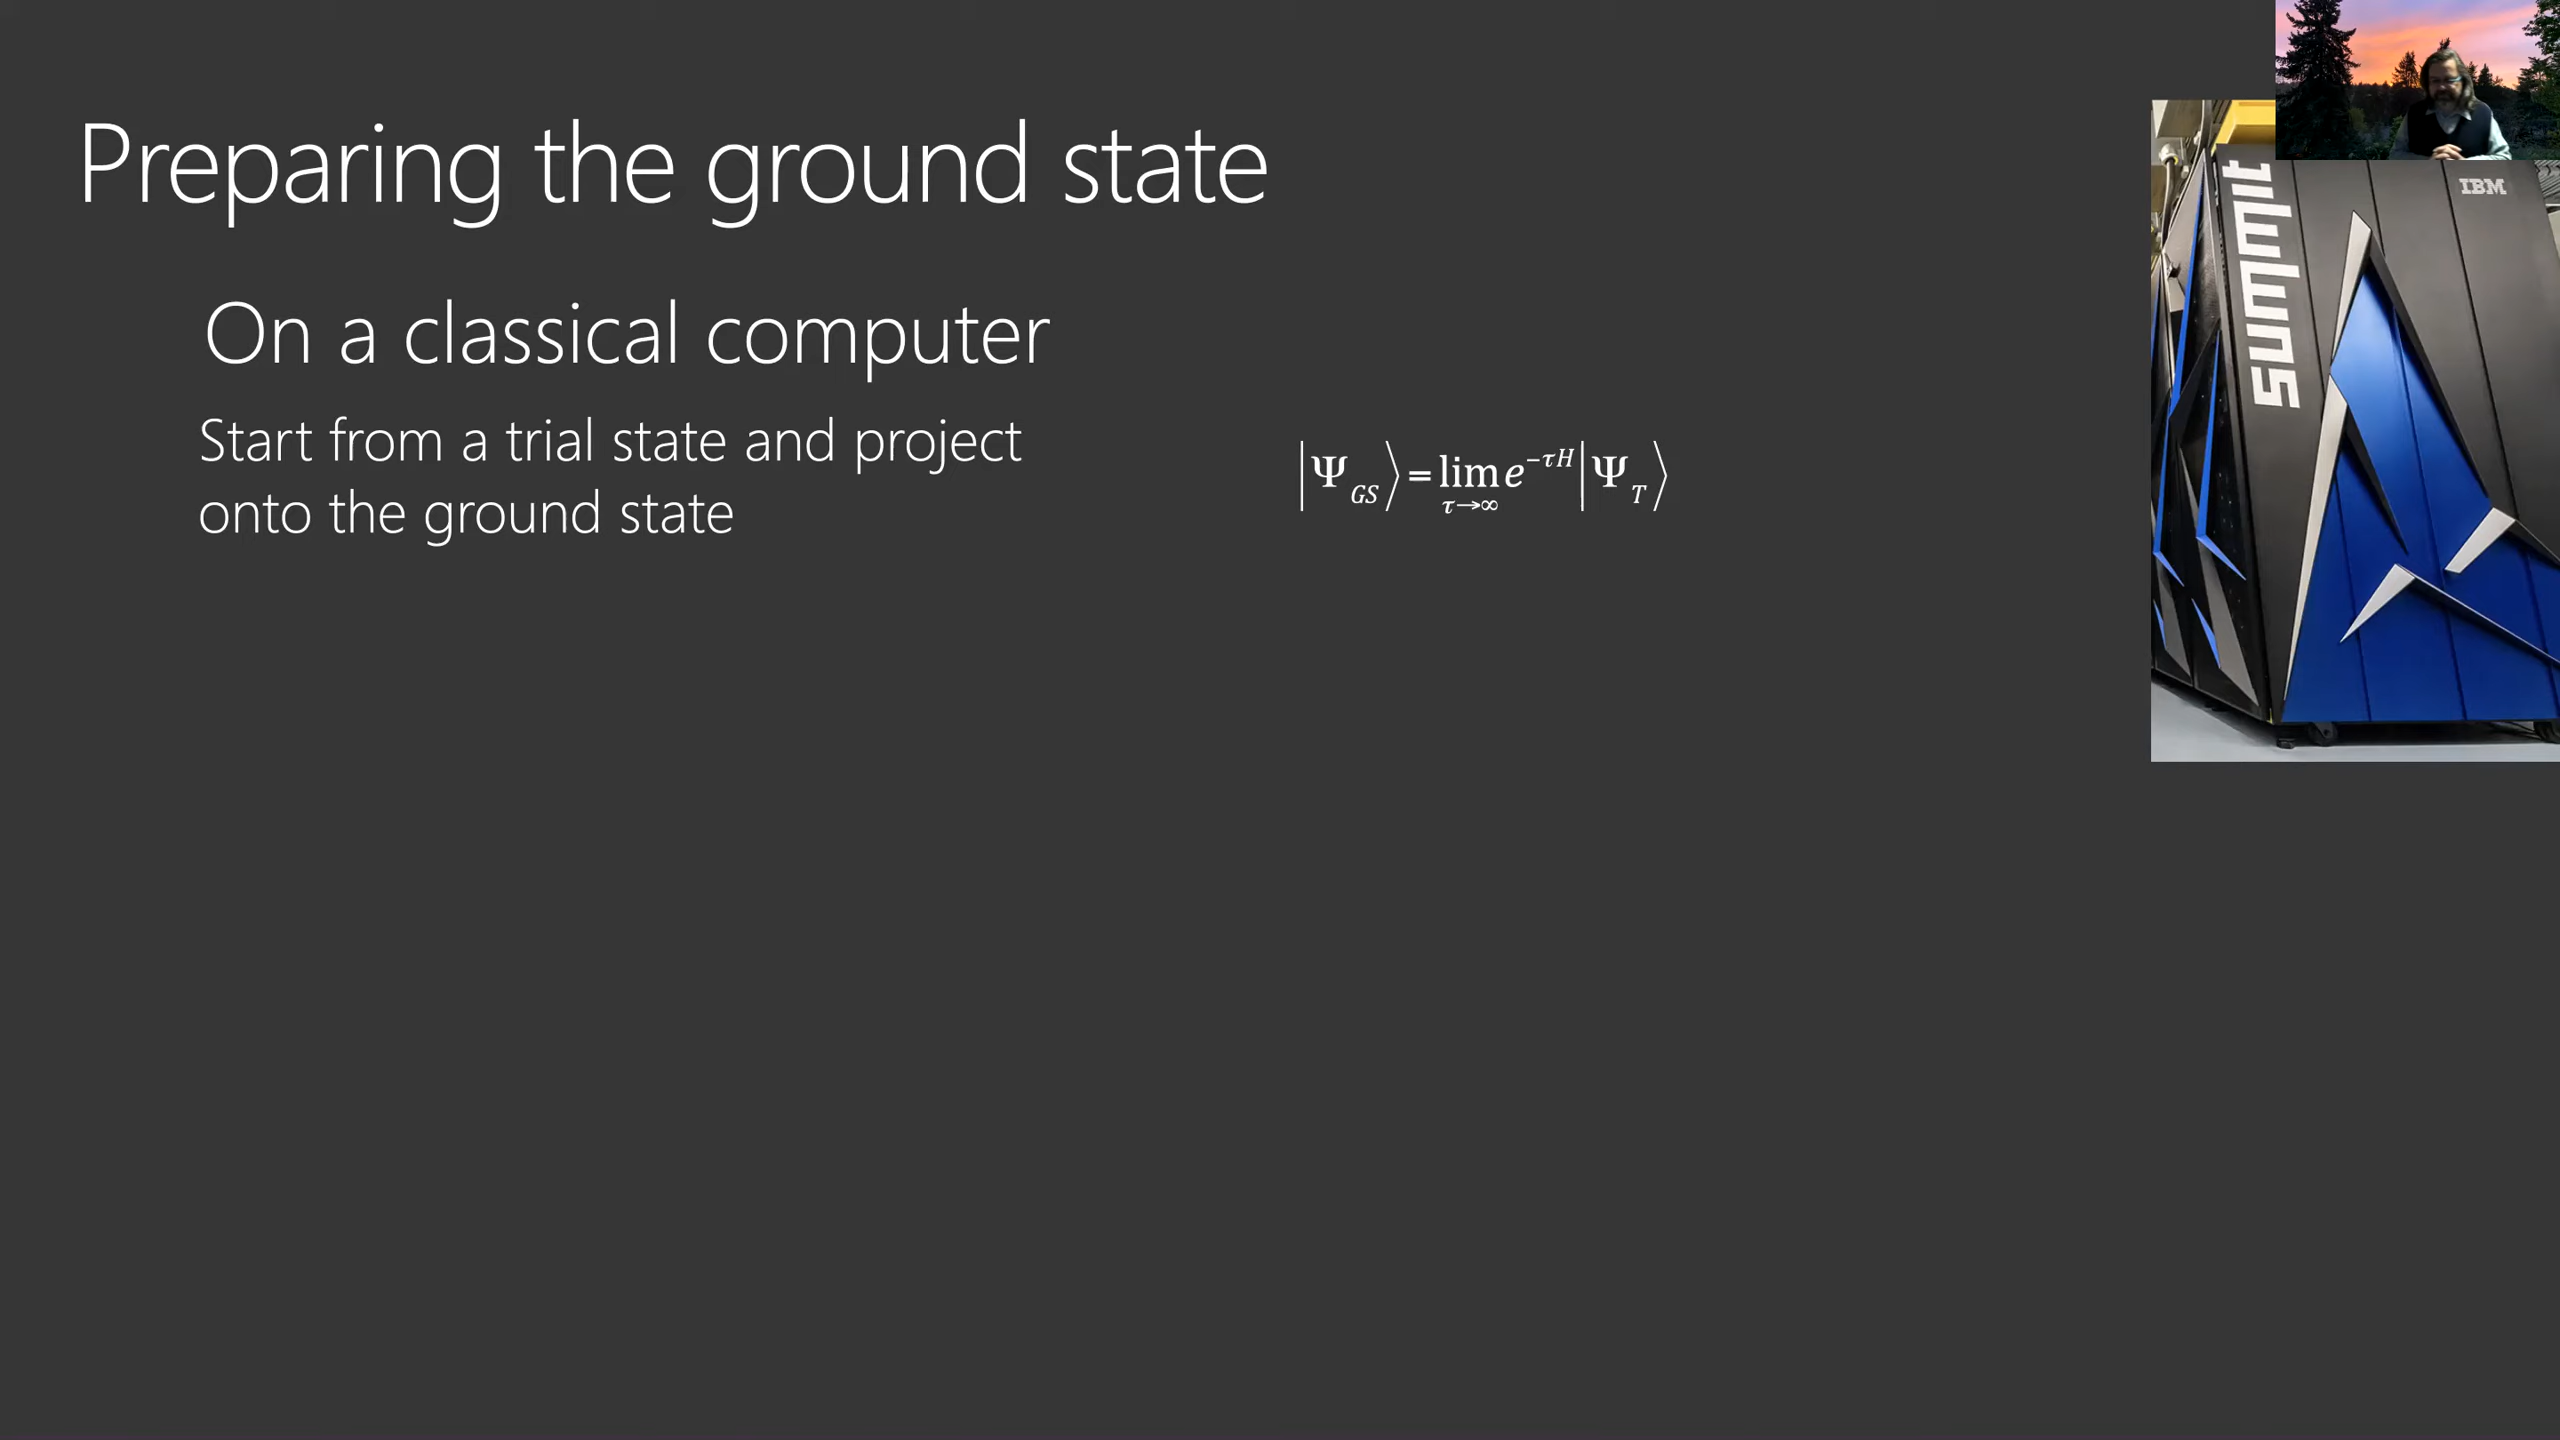 Preparing the ground state
On a classical computer
Start from a trial state and project
onto the ground state
|Ψ_GS⟩ = lim_{τ→∞} e^{−τH} |Ψ_T⟩
summit
IBM